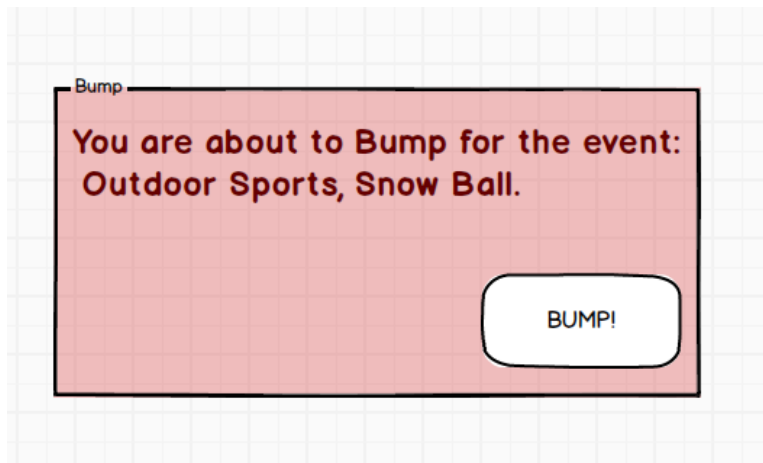 Bump
You are about to Bump for the event:
Outdoor Sports, Snow Ball.
BUMP!